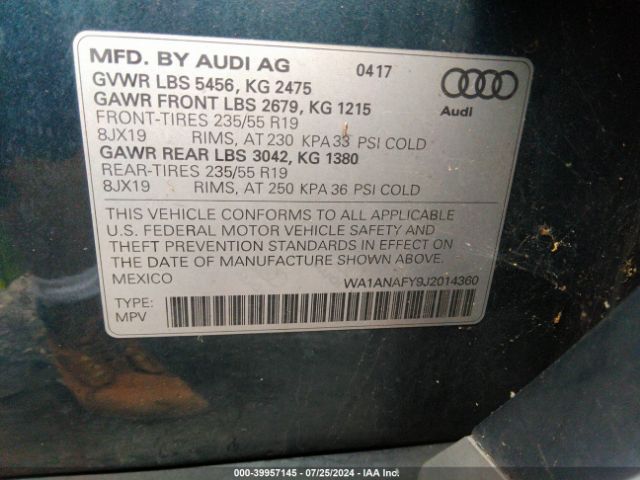 MFD. BY AUDI AG 0417
GVWR LBS 5456, KG 2475
GAWR FRONT LBS 2679, KG 1215
FRONT-TIRES 235/55 R19
8JX19 RIMS, AT 230 KPA 33 PSI COLD
GAWR REAR LBS 3042, KG 1380
REAR-TIRES 235/55 R19
8JX19 RIMS, AT 250 KPA 36 PSI COLD
Audi
THIS VEHICLE CONFORMS TO ALL APPLICABLE
U.S. FEDERAL MOTOR VEHICLE SAFETY AND
THEFT PREVENTION STANDARDS IN EFFECT ON
THE DATE OF MANUFACTURE SHOWN ABOVE.
MEXICO WA1ANAFY9J2014360
TYPE:
MPV
000-39957145 - 07/25/2024 - IAA Inc.